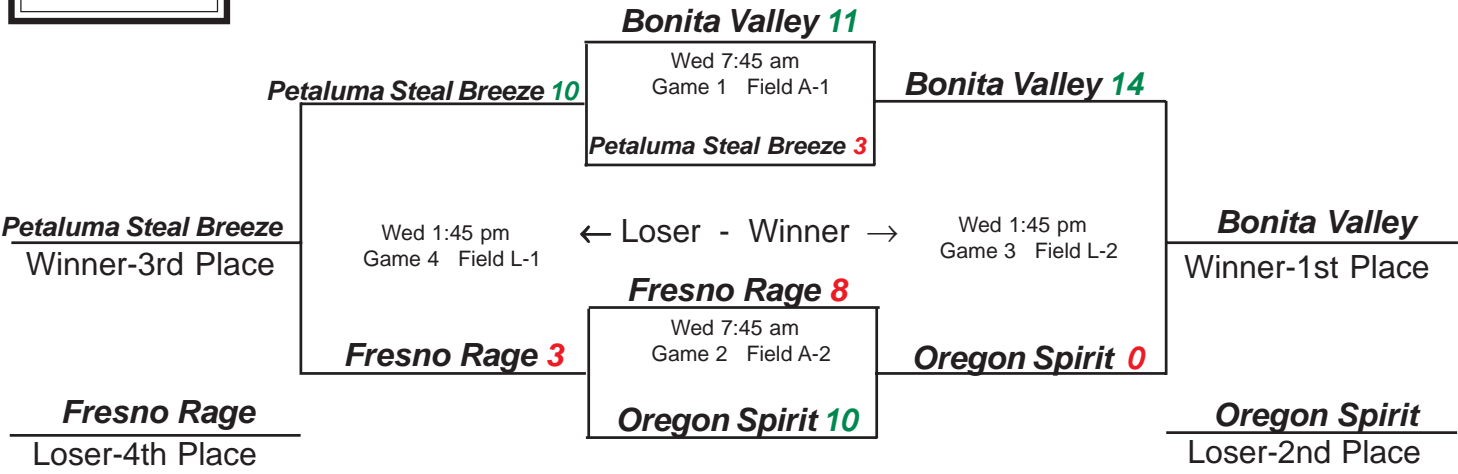 Bonita Valley 11
Wed 7:45 am
Game 1 Field A-1
Petaluma Steal Breeze 10
Bonita Valley 14
Petaluma Steal Breeze 3
Petaluma Steal Breeze
Winner-3rd Place
Wed 1:45 pm
Game 4 Field L-1
← Loser - Winner →
Wed 1:45 pm
Game 3 Field L-2
Bonita Valley
Winner-1st Place
Fresno Rage 8
Wed 7:45 am
Game 2 Field A-2
Fresno Rage 3
Oregon Spirit 0
Oregon Spirit 10
Fresno Rage
Loser-4th Place
Oregon Spirit
Loser-2nd Place